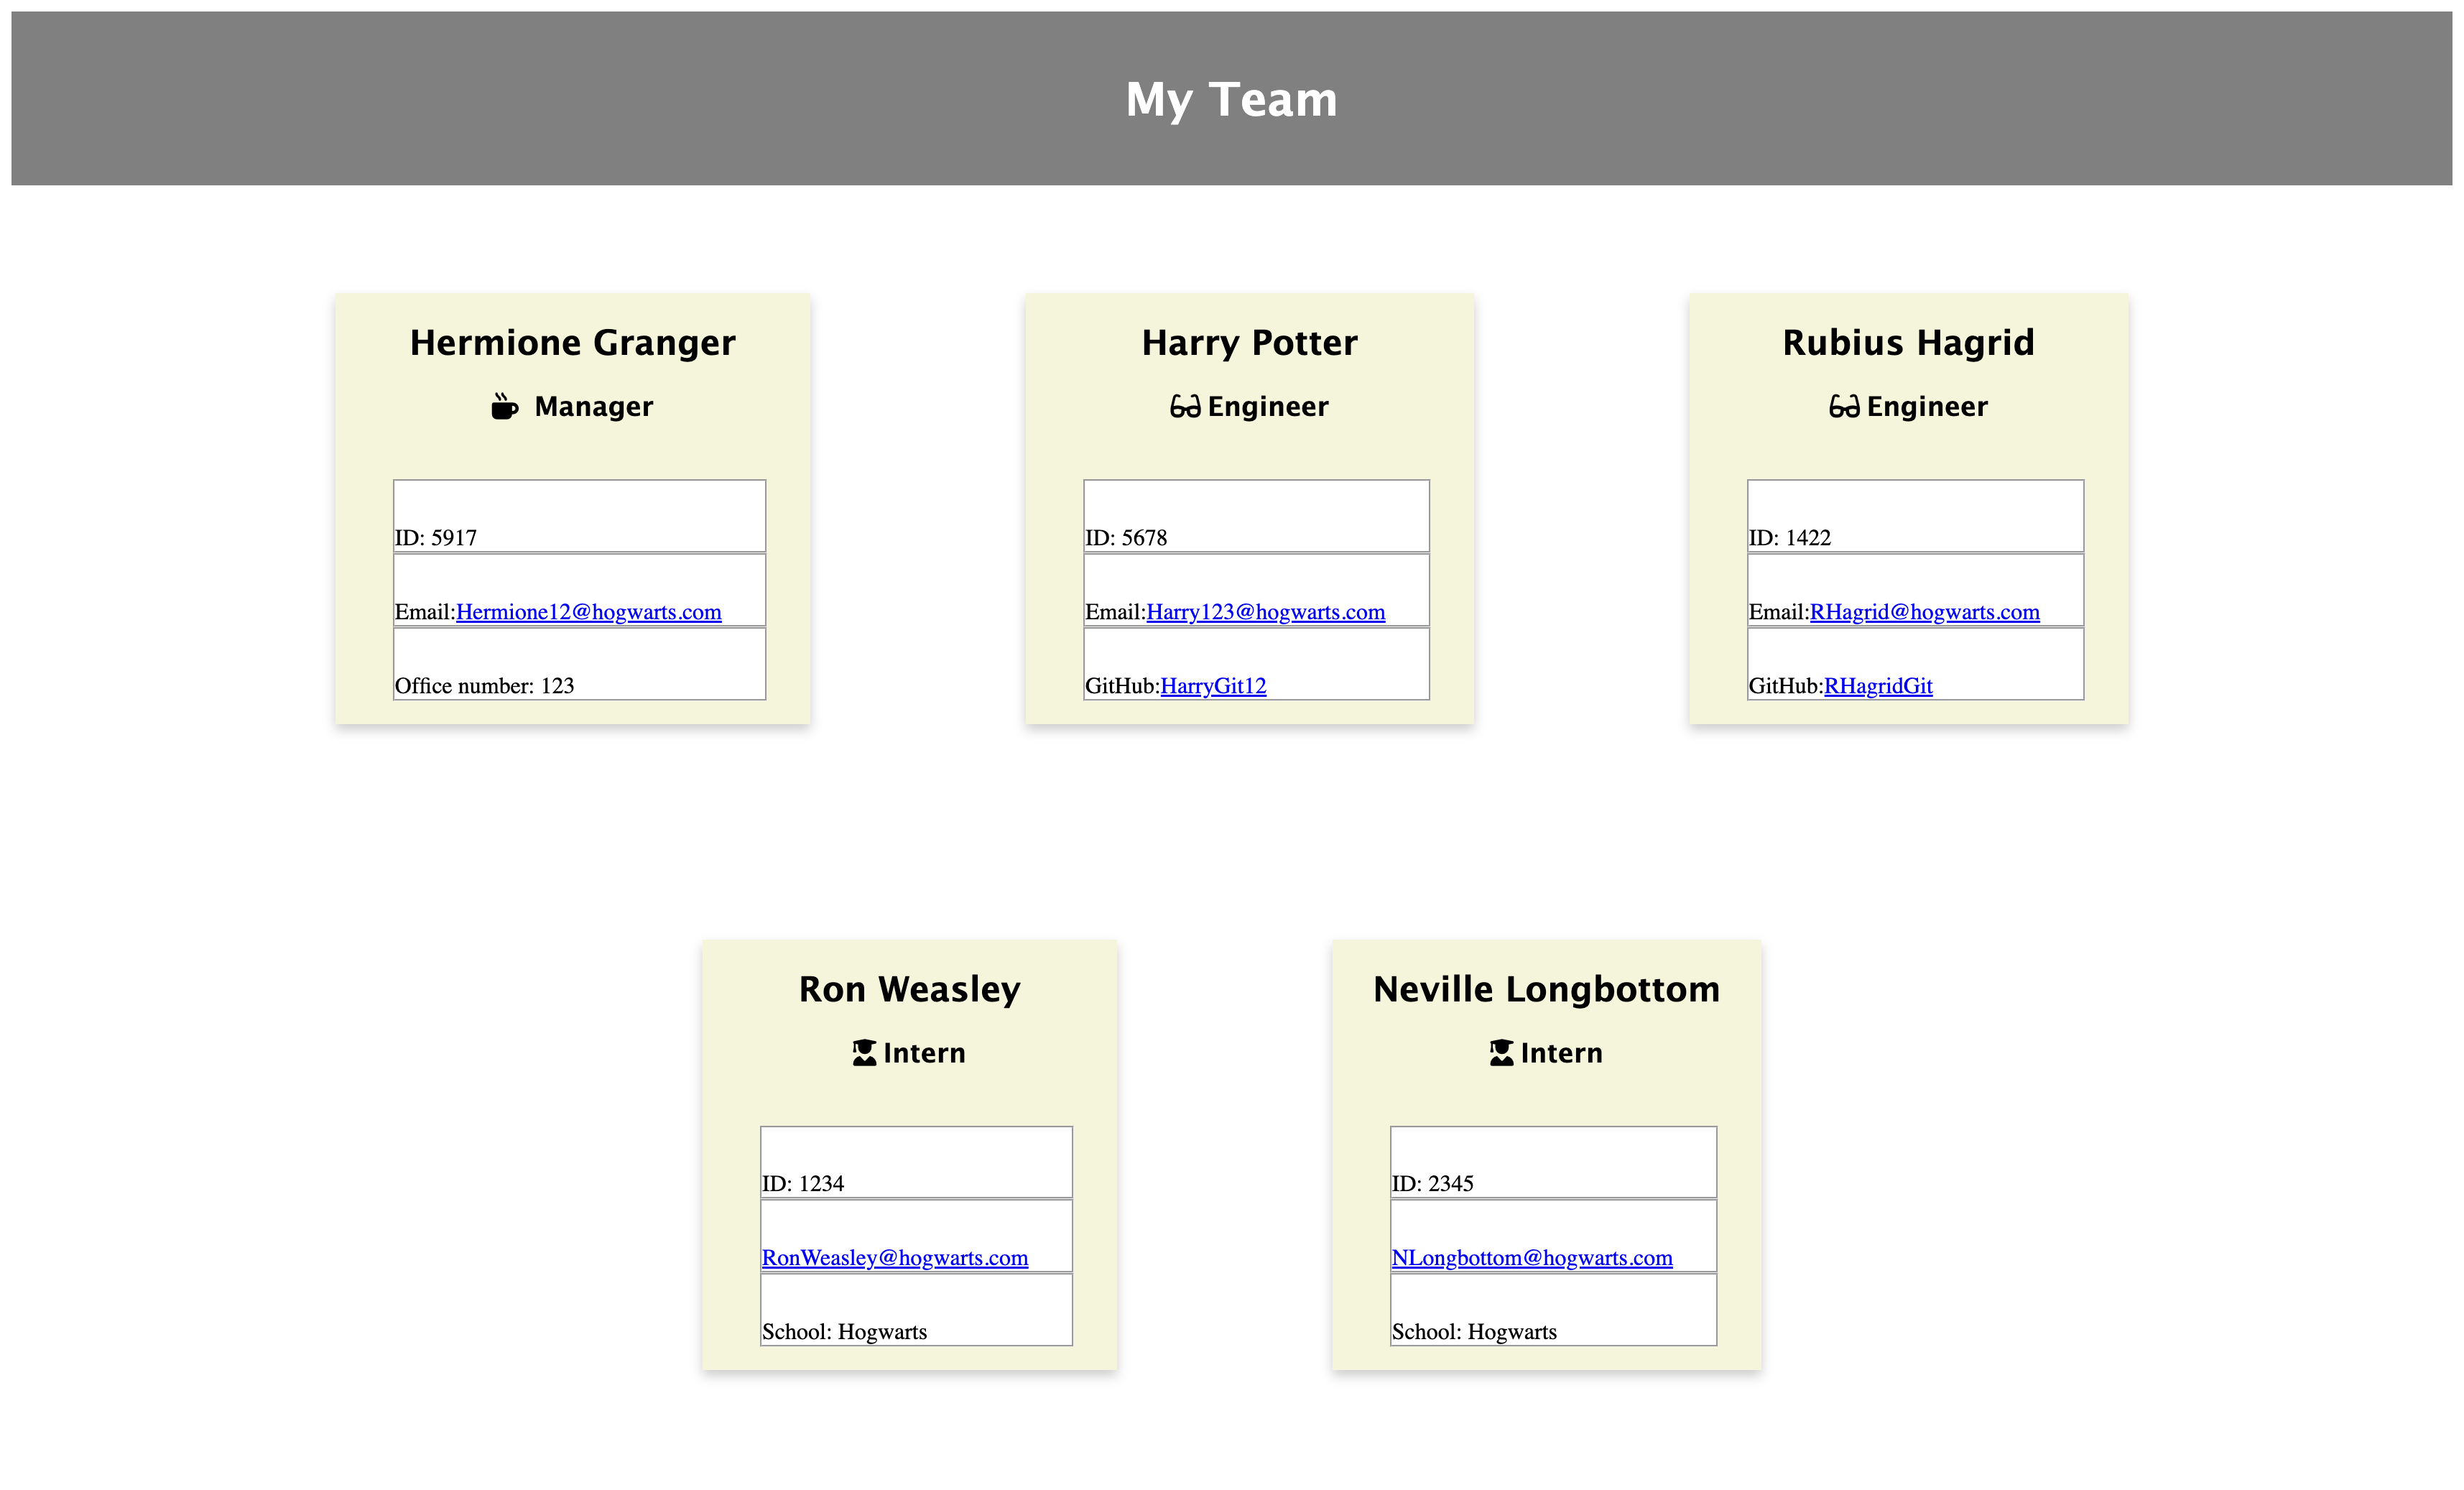 My Team
Hermione Granger
Manager
ID: 5917
Email:Hermione12@hogwarts.com
Office number: 123
Harry Potter
Engineer
ID: 5678
Email:Harry123@hogwarts.com
GitHub:HarryGit12
Rubius Hagrid
Engineer
ID: 1422
Email:RHagrid@hogwarts.com
GitHub:RHagridGit
Ron Weasley
Intern
ID: 1234
RonWeasley@hogwarts.com
School: Hogwarts
Neville Longbottom
Intern
ID: 2345
NLongbottom@hogwarts.com
School: Hogwarts